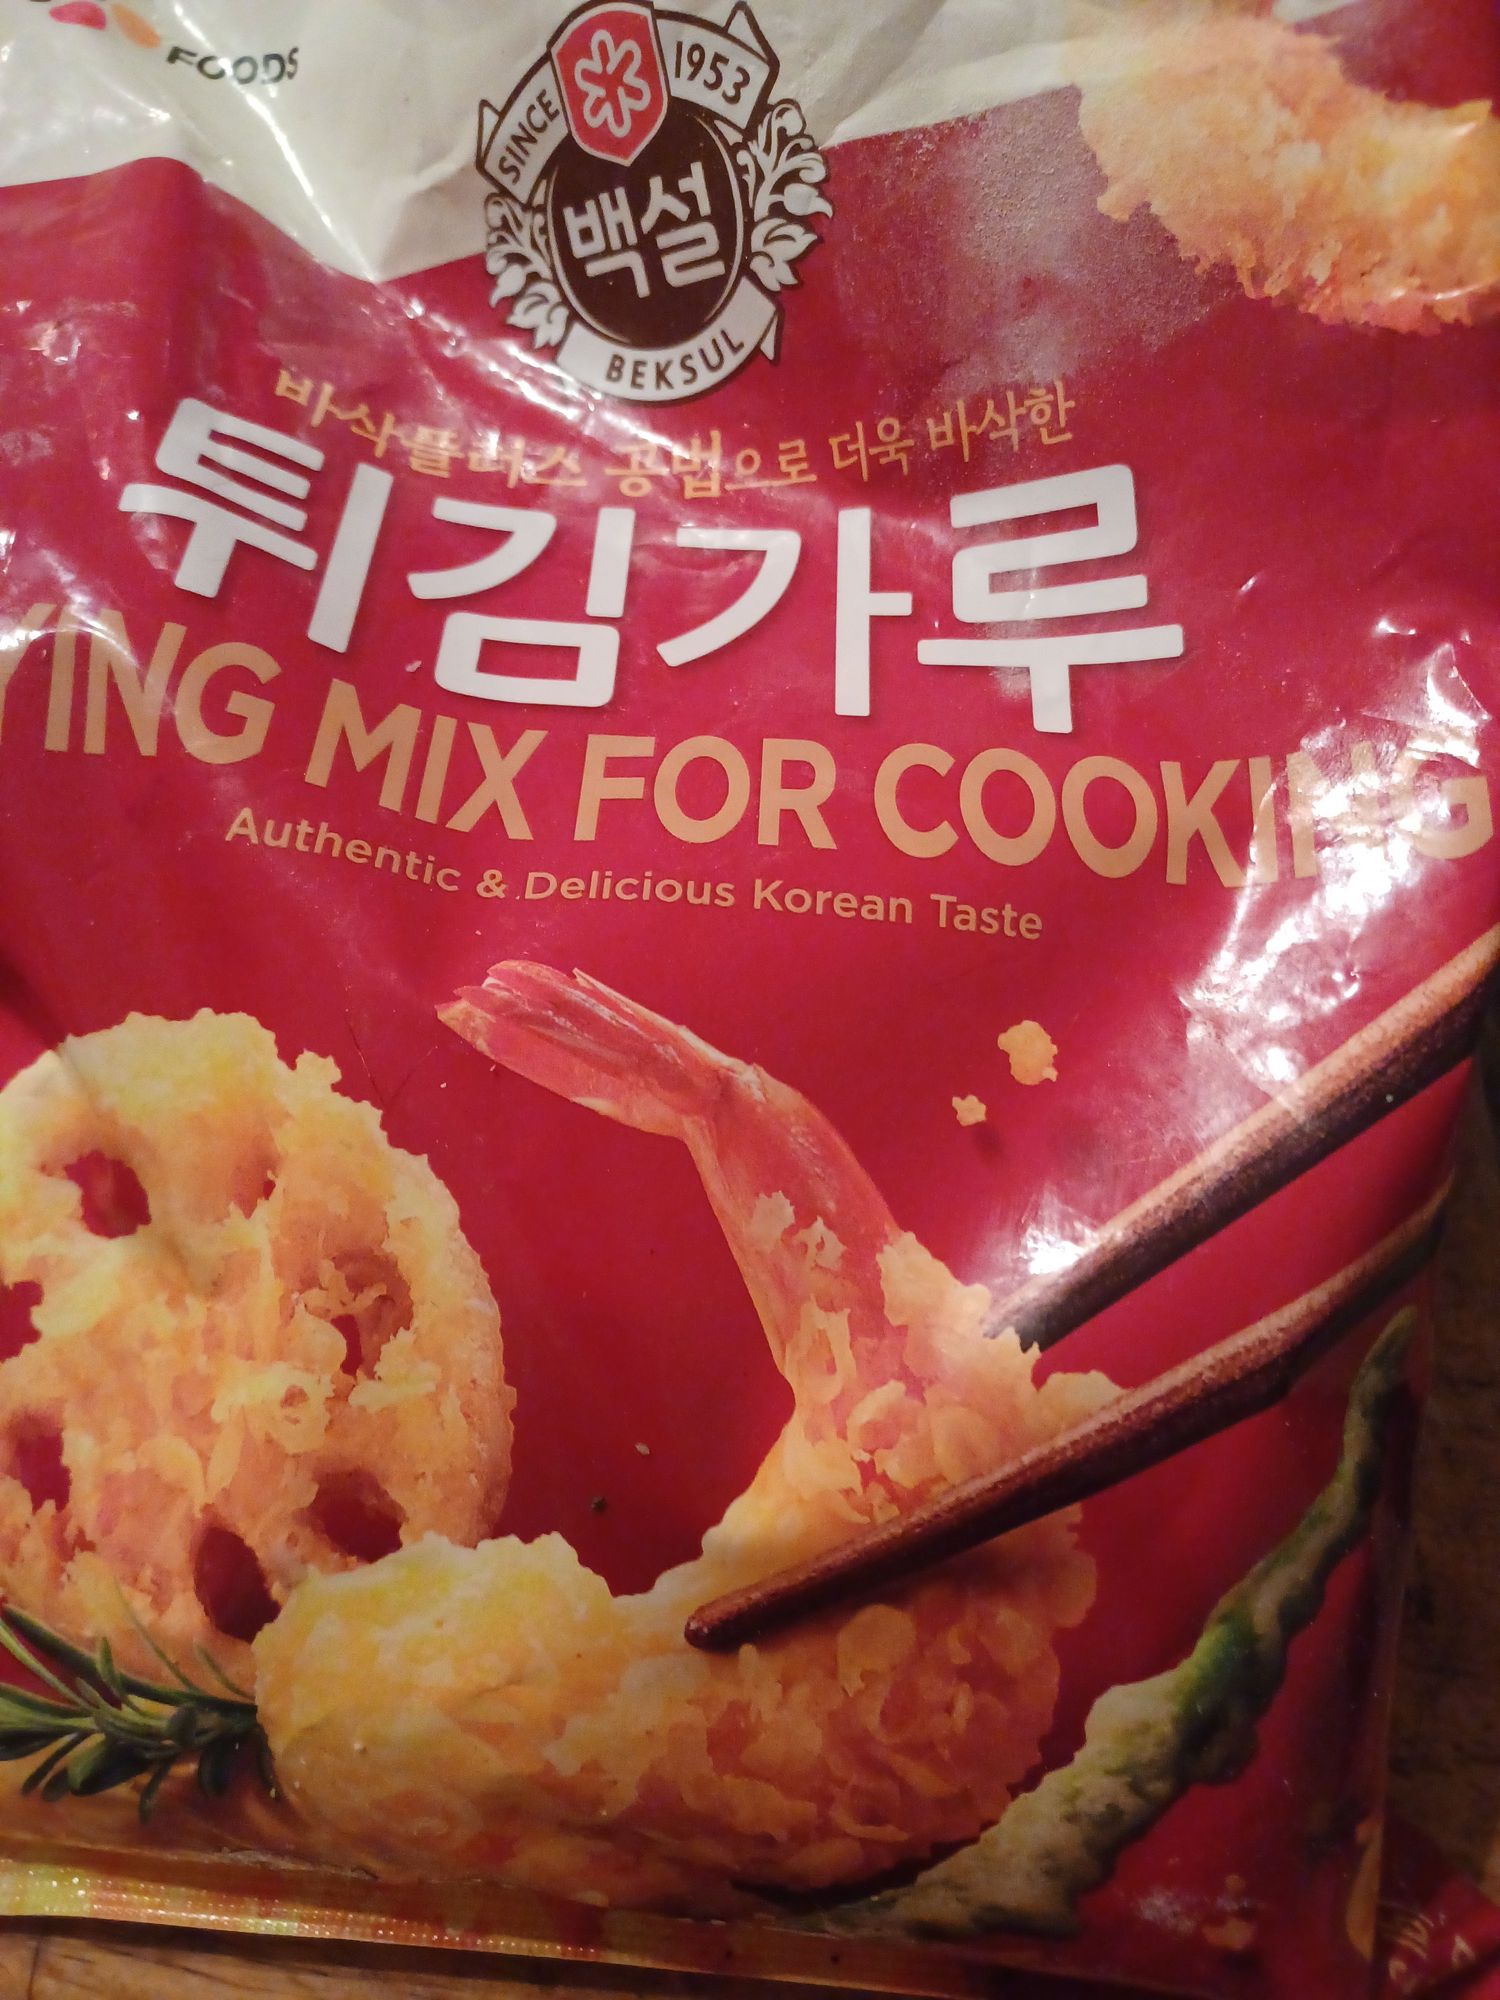 FOODS
SINCE 1953
백설
BEKSUL
바삭플러스 공법으로 더욱 바삭한
튀김가루
YING MIX FOR COOKING
Authentic & Delicious Korean Taste